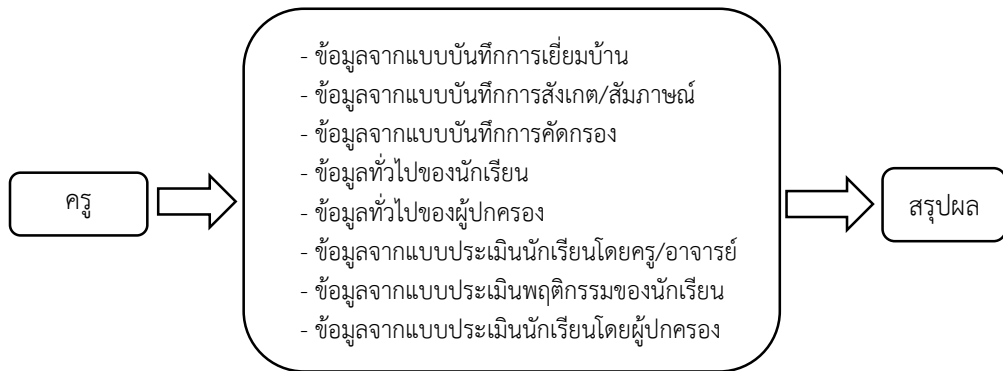 ครู
- ข้อมูลจากแบบบันทึกการเยี่ยมบ้าน
- ข้อมูลจากแบบบันทึกการสังเกต/สัมภาษณ์
- ข้อมูลจากแบบบันทึกการคัดกรอง
- ข้อมูลทั่วไปของนักเรียน
- ข้อมูลทั่วไปของผู้ปกครอง
- ข้อมูลจากแบบประเมินนักเรียนโดยครู/อาจารย์
- ข้อมูลจากแบบประเมินพฤติกรรมของนักเรียน
- ข้อมูลจากแบบประเมินนักเรียนโดยผู้ปกครอง
สรุปผล